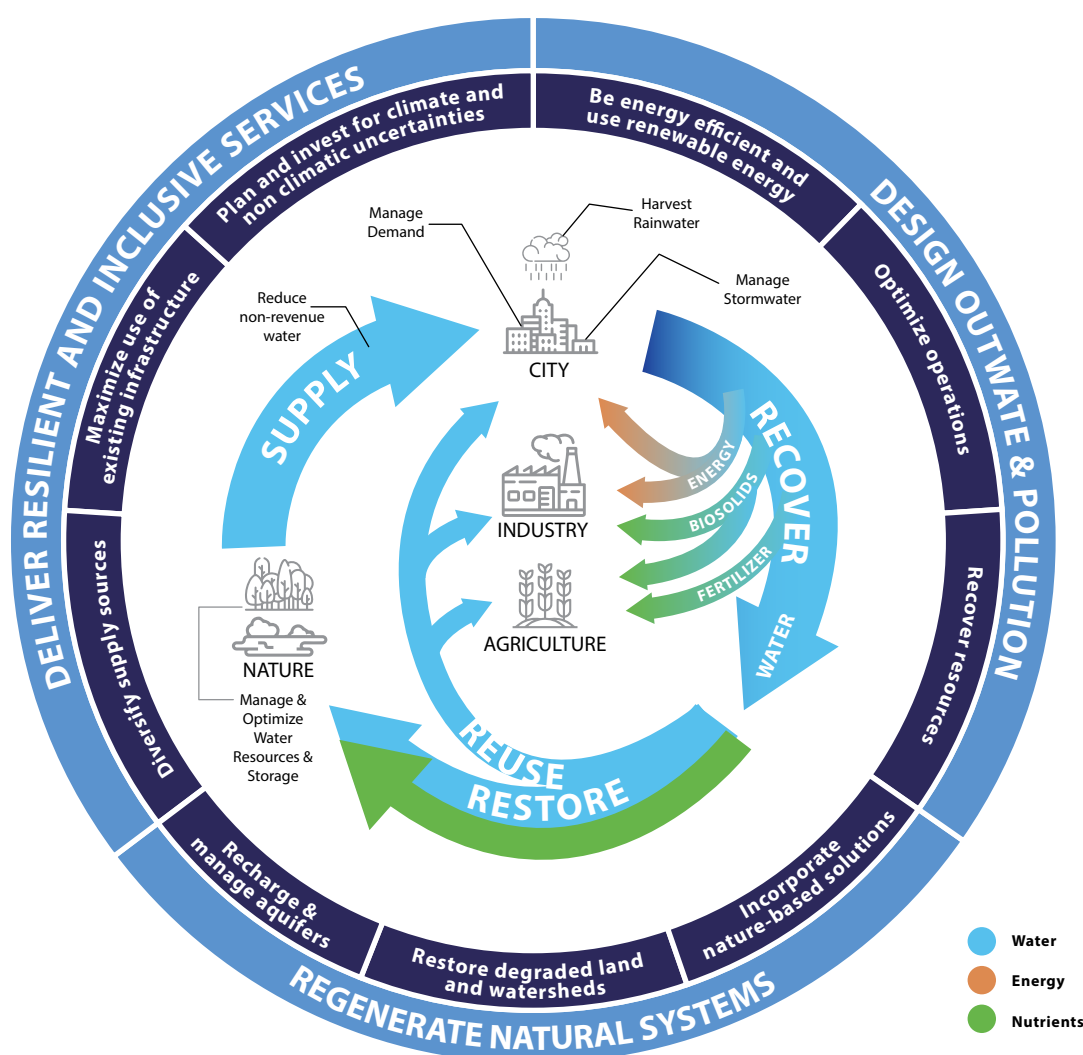 DELIVER RESILIENT AND INCLUSIVE SERVICES
DESIGN OUTWATE & POLLUTION
REGENERATE NATURAL SYSTEMS
Plan and invest for climate and
non climatic uncertainties
Be energy efficient and
use renewable energy
Optimize operations
Recover resources
Incorporate
nature-based solutions
Restore degraded land
and watersheds
Recharge &
manage aquifers
Diversify supply sources
Maximize use of
existing infrastructure
Manage
Demand
Harvest
Rainwater
Manage
Stormwater
Reduce
non-revenue
water
CITY
SUPPLY
RECOVER
ENERGY
BIOSOLIDS
FERTILIZER
WATER
INDUSTRY
AGRICULTURE
NATURE
Manage &
Optimize
Water
Resources &
Storage
REUSE
RESTORE
Water
Energy
Nutrients